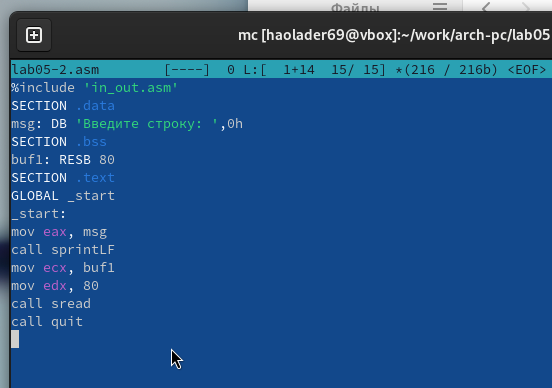 Файлы
mc [haolader69@vbox]:~/work/arch-pc/lab05
lab05-2.asm [----] 0 L:[ 1+14 15/ 15] *(216 / 216b) <EOF>
%include 'in_out.asm'
SECTION .data
msg: DB 'Введите строку: ',0h
SECTION .bss
buf1: RESB 80
SECTION .text
GLOBAL _start
_start:
mov eax, msg
call sprintLF
mov ecx, buf1
mov edx, 80
call sread
call quit